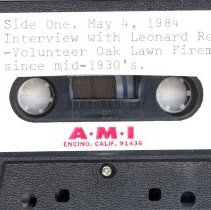 Side One. May 4, 1984
Interview with Leonard Re
-Volunteer Oak Lawn Firem
since mid-1930's.
A·M·I
ENCINO, CALIF. 91436